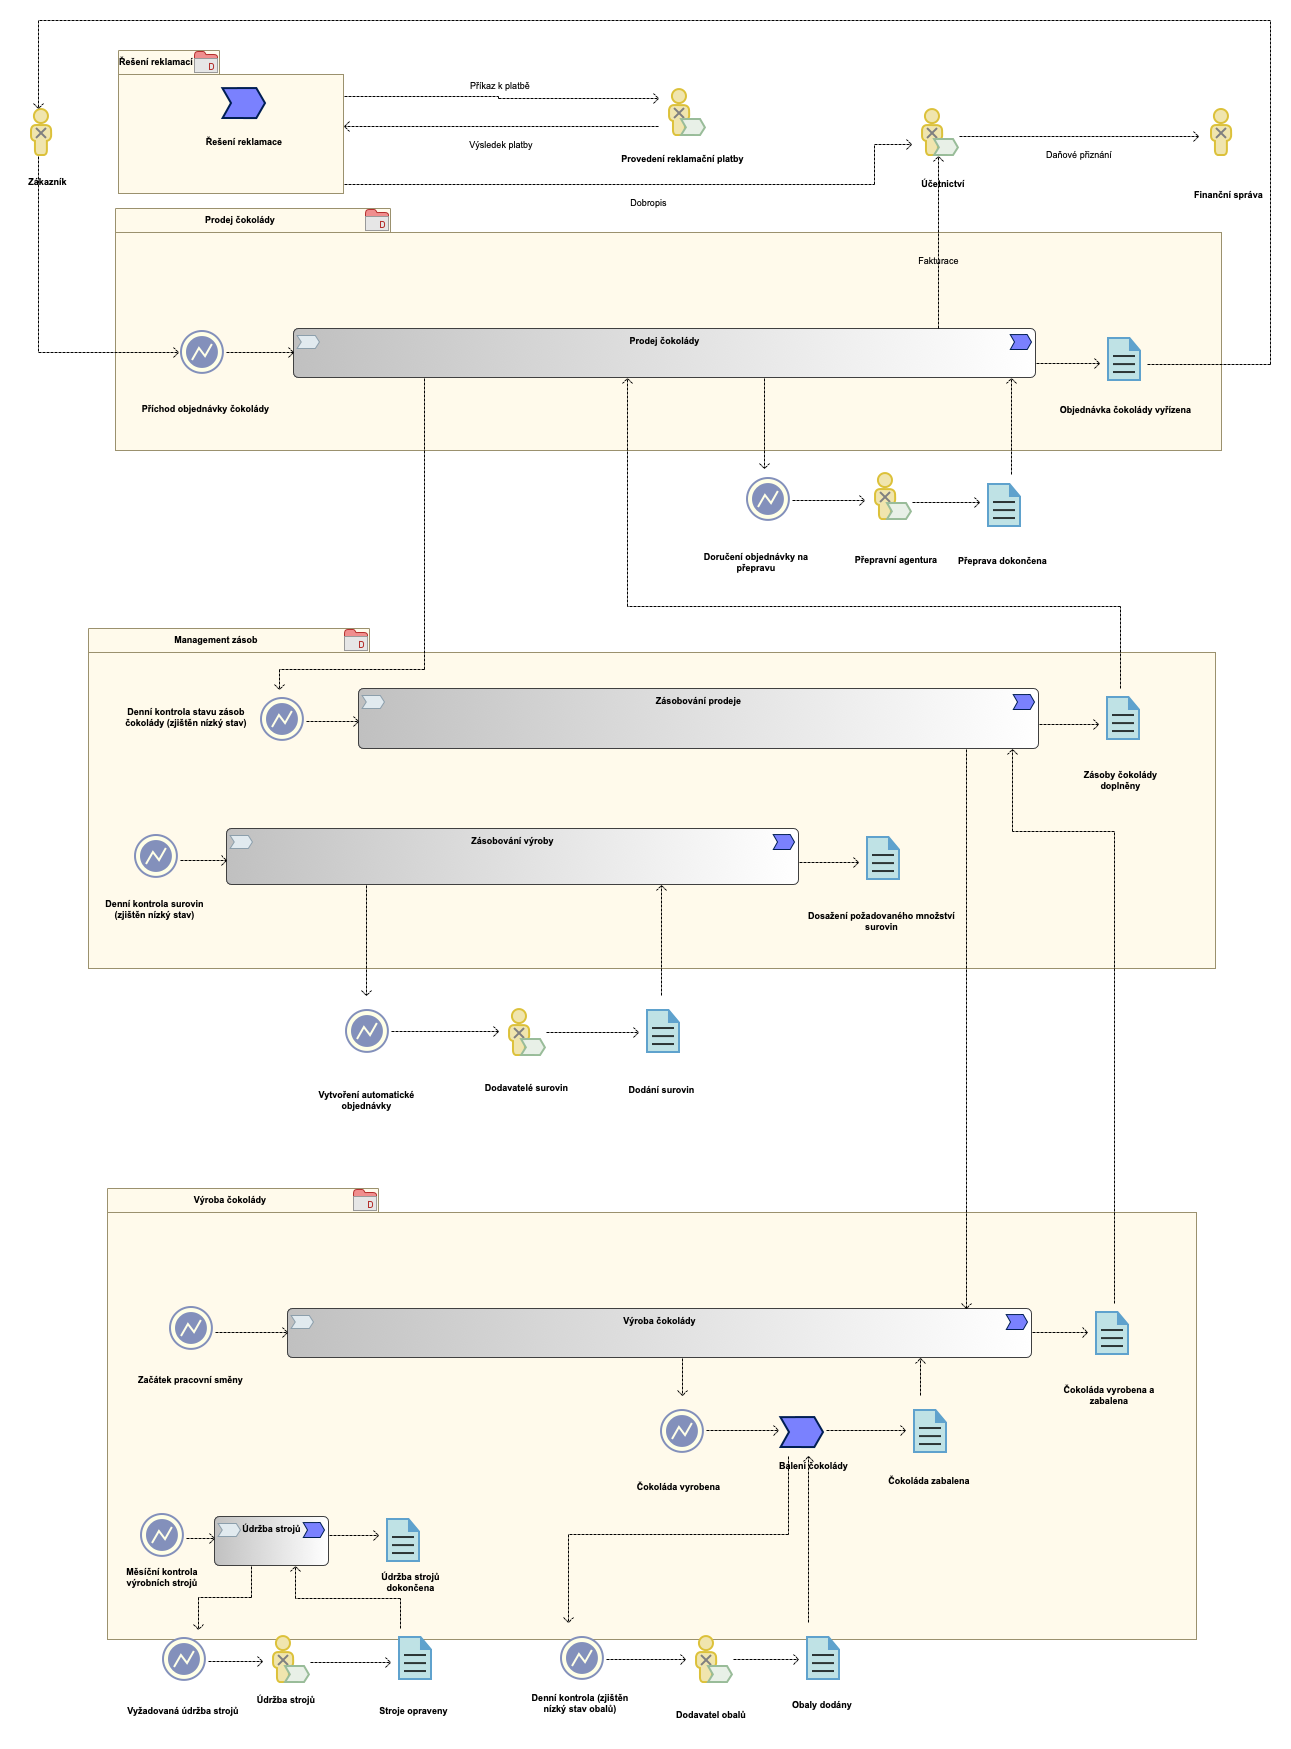 Řešení reklamací
D
Příkaz k platbě
Řešení reklamace
Výsledek platby
Provedení reklamační platby
Daňové přiznání
Zákazník
Účetnictví
Finanční správa
Dobropis
Prodej čokolády
D
Fakturace
Prodej čokolády
Příchod objednávky čokolády
Objednávka čokolády vyřízena
Doručení objednávky na
přepravu
Přepravní agentura
Přeprava dokončena
Management zásob
D
Denní kontrola stavu zásob
čokolády (zjištěn nízký stav)
Zásobování prodeje
Zásoby čokolády
doplněny
Zásobování výroby
Denní kontrola surovin
(zjištěn nízký stav)
Dosažení požadovaného množství
surovin
Vytvoření automatické
objednávky
Dodavatelé surovin
Dodání surovin
Výroba čokolády
D
Výroba čokolády
Začátek pracovní směny
Čokoláda vyrobena a
zabalena
Balení čokolády
Čokoláda vyrobena
Čokoláda zabalena
Údržba strojů
Měsíční kontrola
výrobních strojů
Údržba strojů
dokončena
Vyžadovaná údržba strojů
Údržba strojů
Stroje opraveny
Denní kontrola (zjištěn
nízký stav obalů)
Dodavatel obalů
Obaly dodány